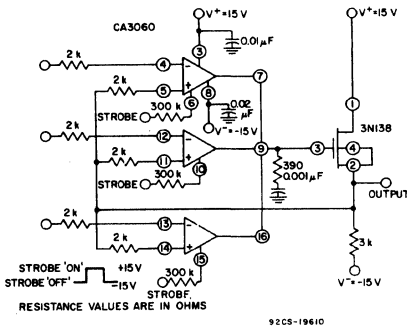 V⁺=15 V
V⁺=15 V
CA3060
0.01 μF
3
2 k
4
7
2 k
5
6
8
0.02 μF
STROBE
300 k
V⁻=-15 V
1
3N138
2 k
12
9
3
4
2
2 k
11
10
390
0.001 μF
OUTPUT
STROBE
300 k
2 k
13
16
2 k
14
15
3 k
STROBE 'ON' +15 V
STROBE 'OFF' -15 V
300 k
V⁻=-15 V
STROBE
RESISTANCE VALUES ARE IN OHMS
92CS-19610